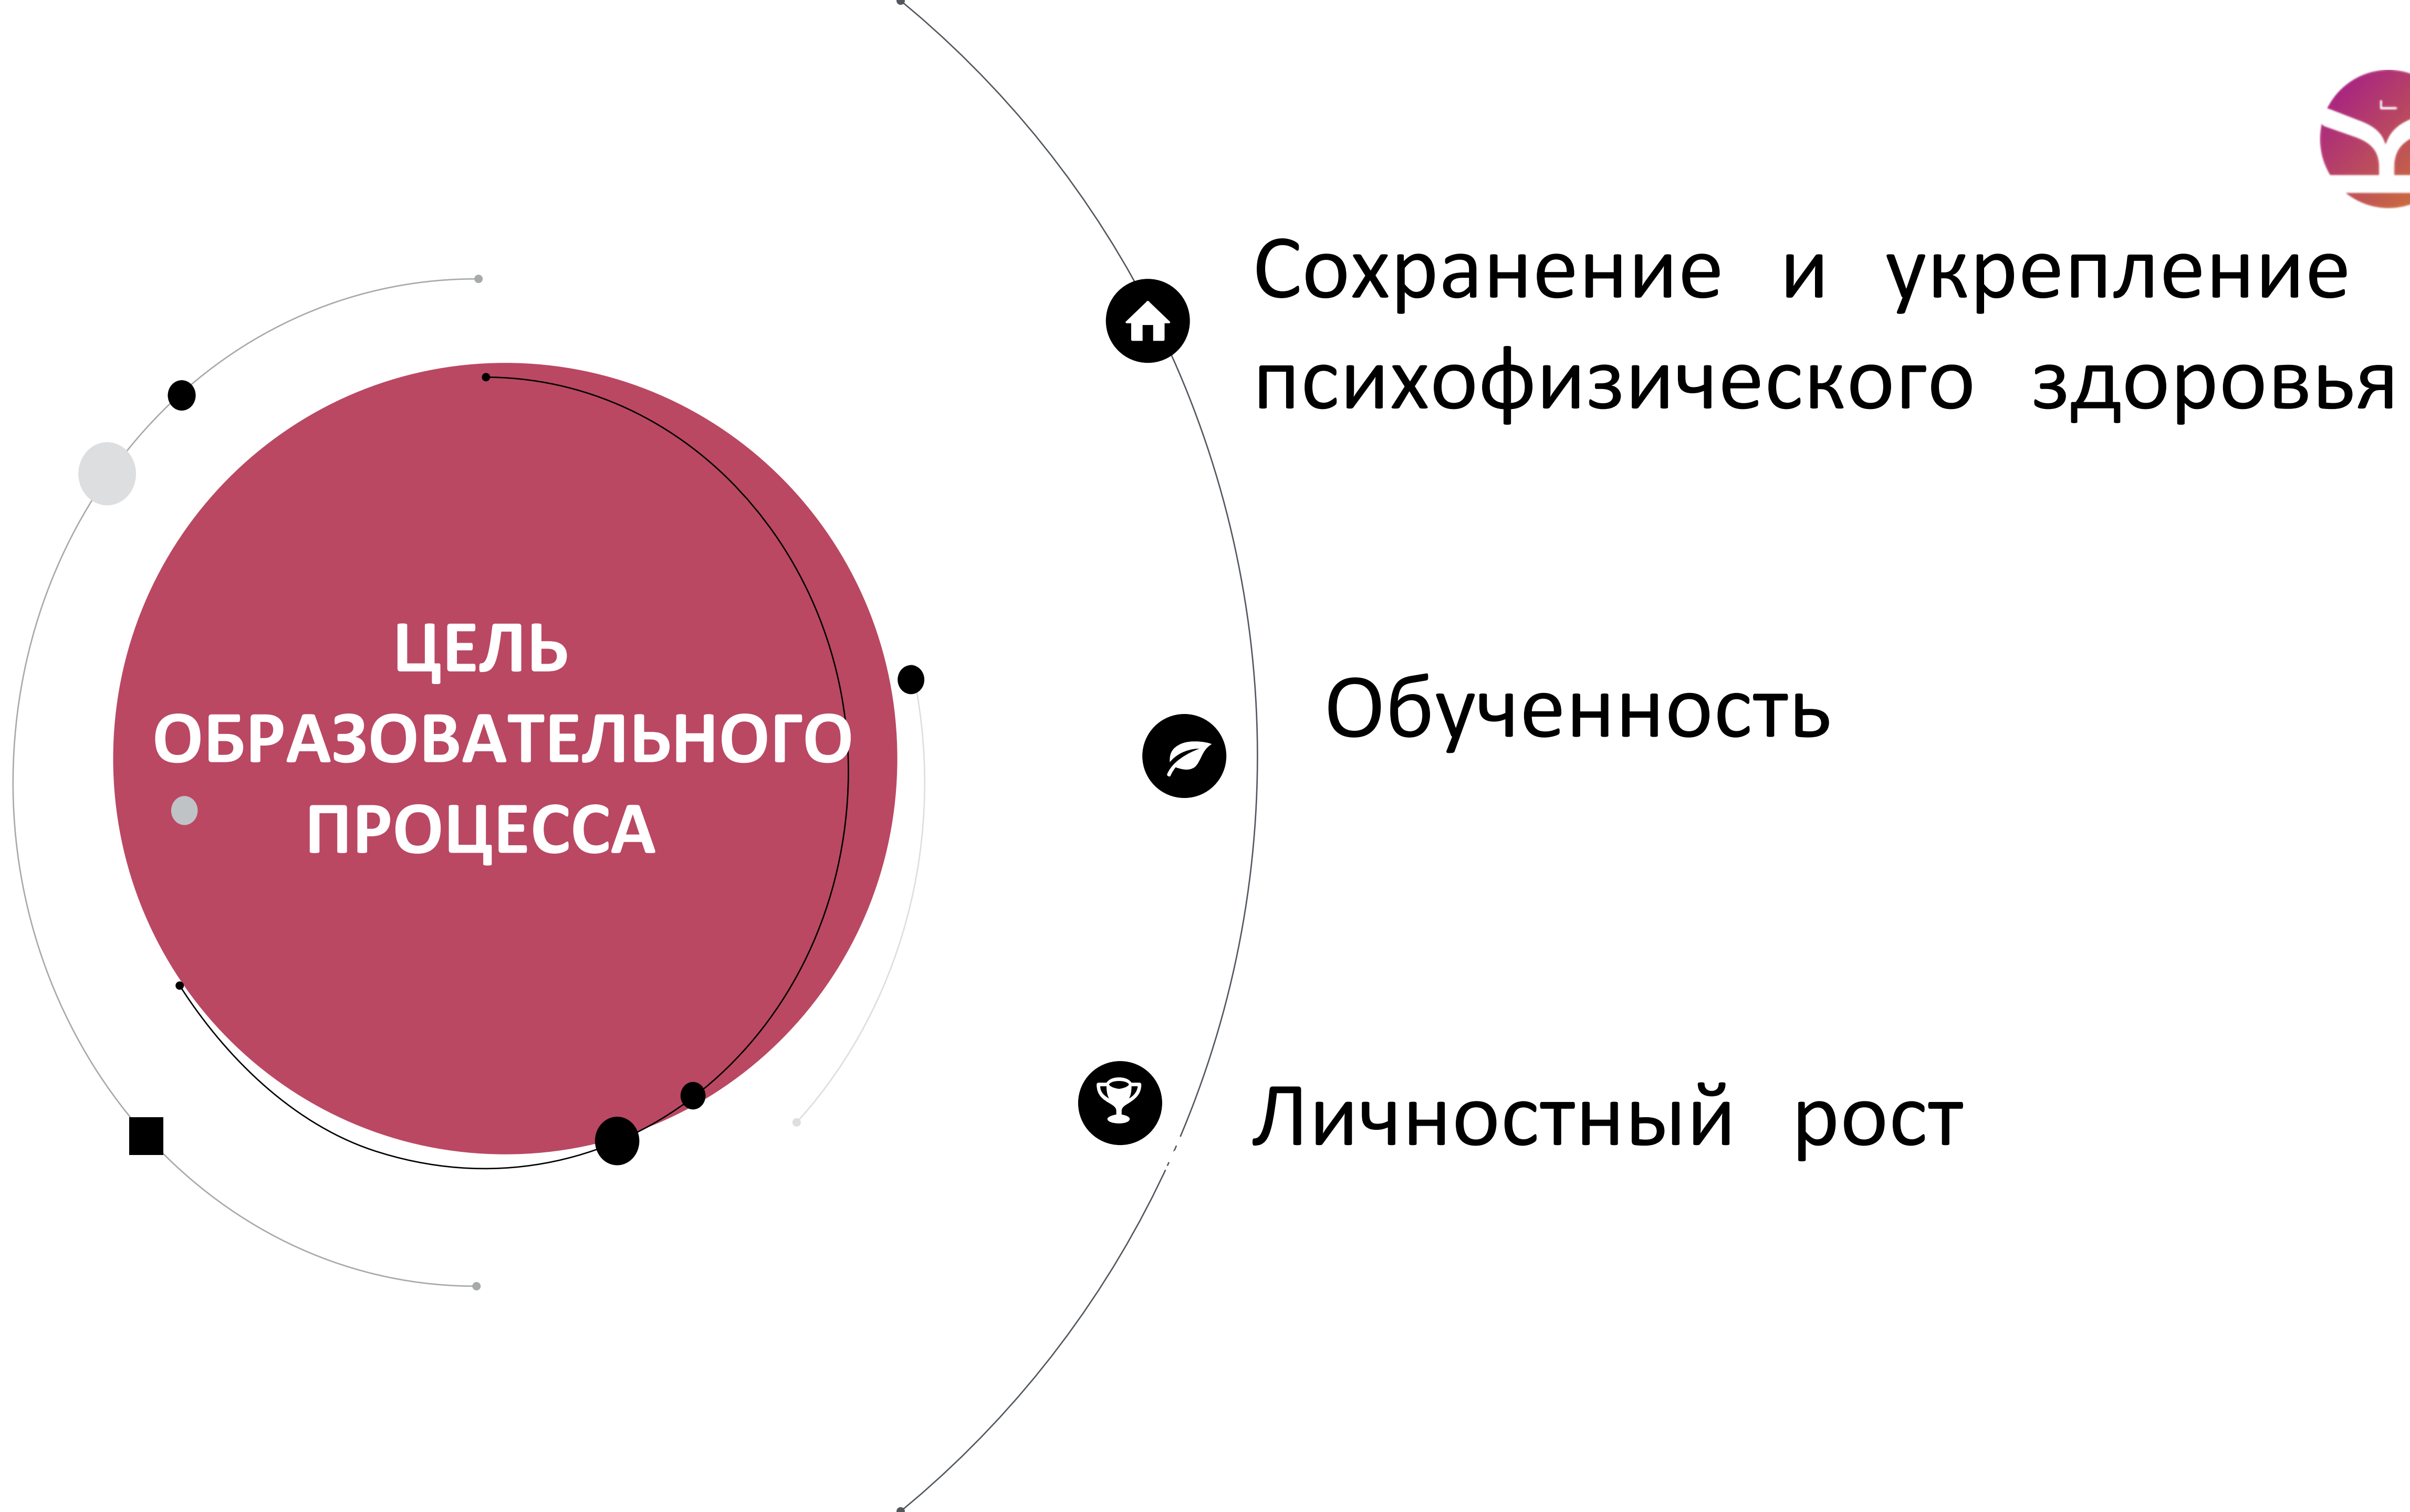 ЦЕЛЬ
ОБРАЗОВАТЕЛЬНОГО
ПРОЦЕССА
Сохранение и укрепление
психофизического здоровья
Обученность
Личностный рост